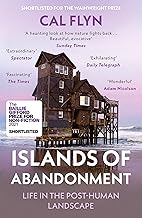 SHORTLISTED FOR THE WAINWRIGHT PRIZE
CAL FLYN
'A haunting look at how nature fights back ...
Beautiful, evocative'
Sunday Times
'Extraordinary'
Spectator
'Exhilarating'
Daily Telegraph
'Fascinating'
The Times
'Wonderful'
Adam Nicolson
THE
BAILLIE
GIFFORD
PRIZE FOR
NON-FICTION
2021
SHORTLISTED
ISLANDS OF
ABANDONMENT
LIFE IN THE POST-HUMAN
LANDSCAPE